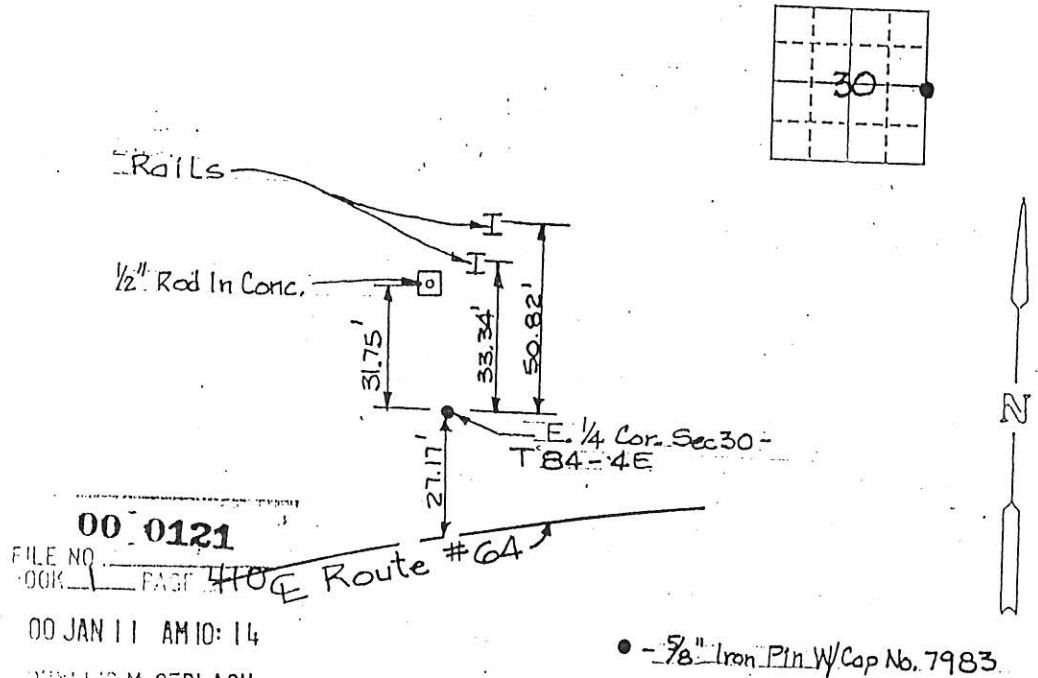 30
Rails
1/2" Rod In Conc.
31.75'
33.34'
50.82'
N
E. 1/4 Cor. Sec 30 -
T 84 - 4E
27.17'
00 0121
FILE NO
OOK 1 PAGE 410
℄ Route #64
00 JAN 11 AM 10: 14
● - 5/8" Iron Pin W/Cap No. 7983